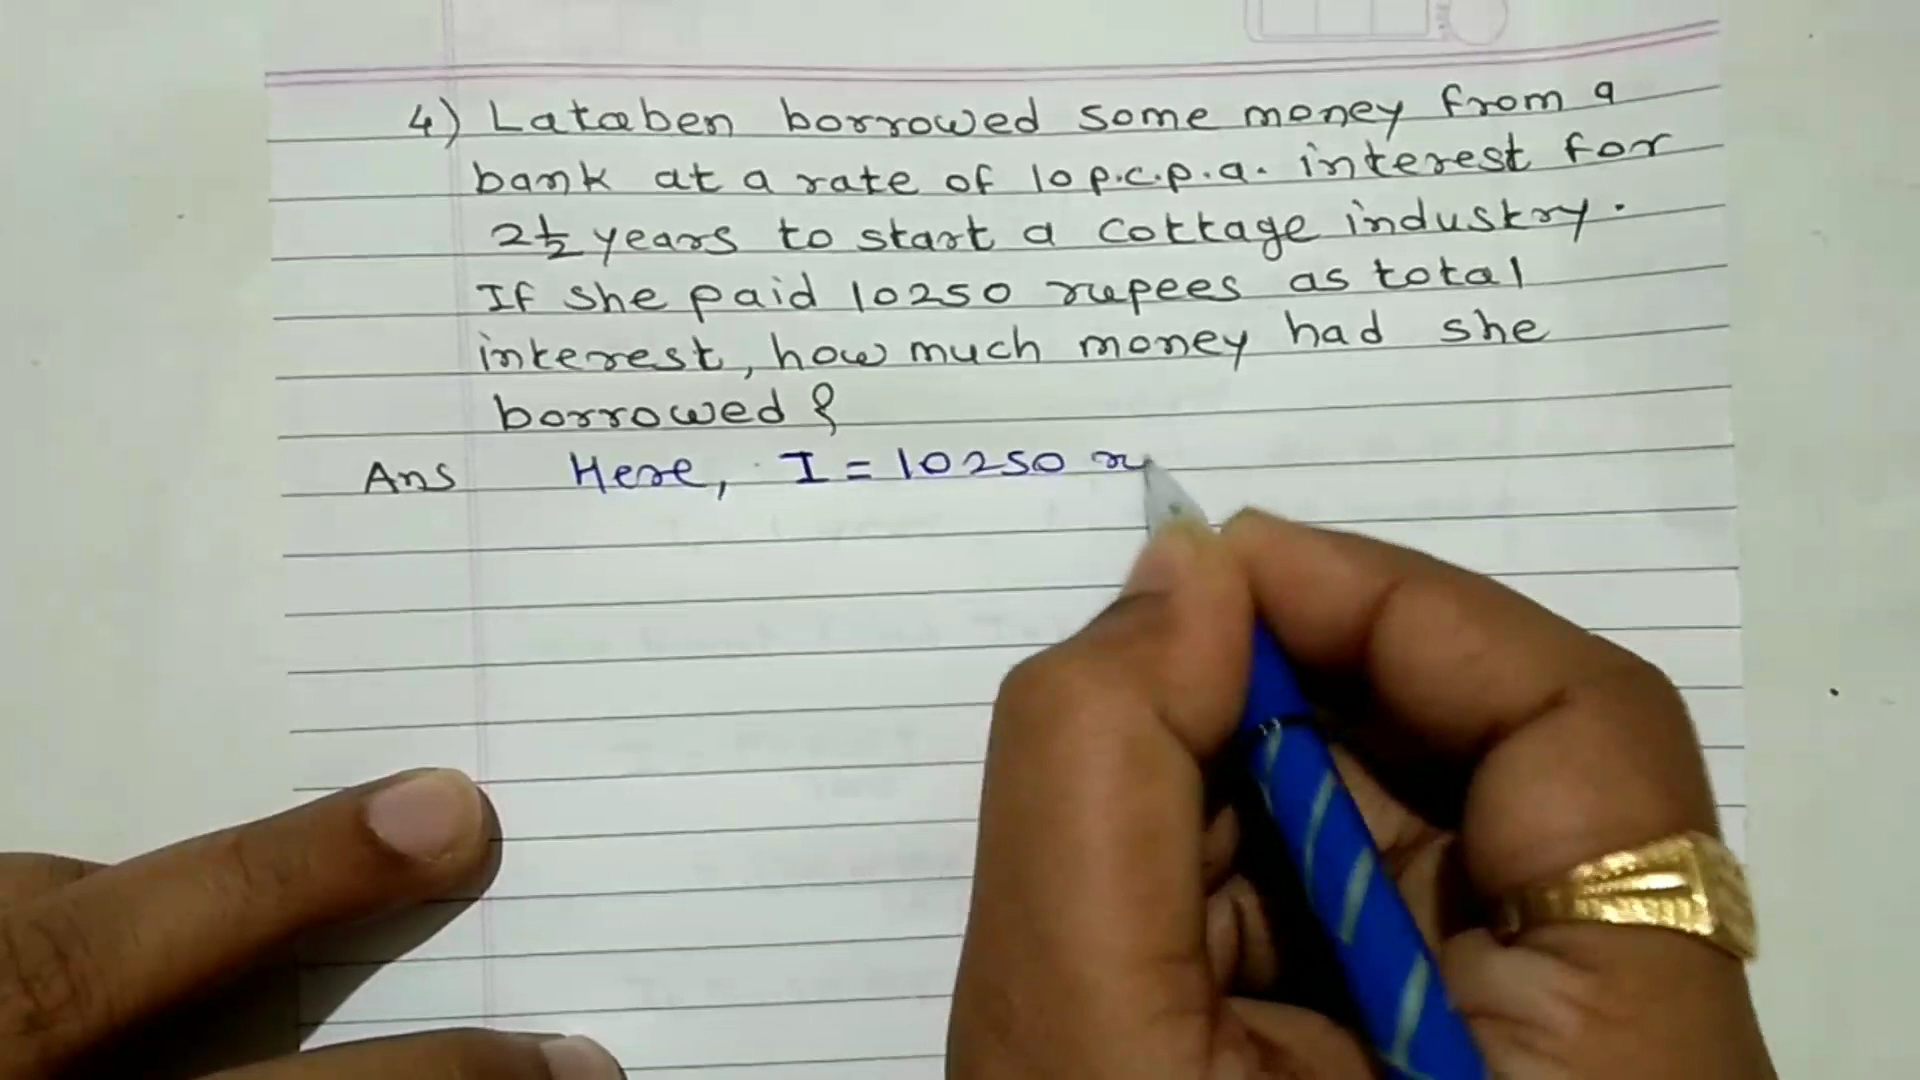 4) Lataben borrowed some money from a
bank at a rate of 10 p.c.p.a. interest for
2½ years to start a cottage industry.
If she paid 10250 rupees as total
interest, how much money had she
borrowed ?
Ans Here, I = 10250 ru